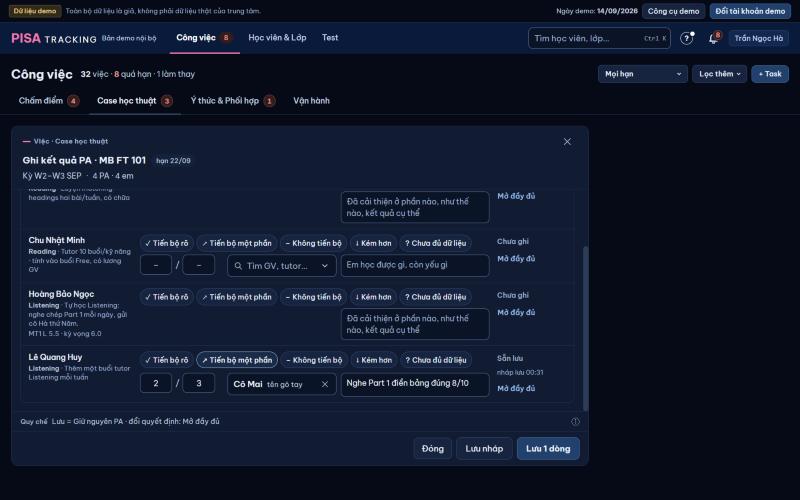 Dữ liệu demo Toàn bộ dữ liệu là giả, không phải dữ liệu thật của trung tâm. Ngày demo: 14/09/2026 Công cụ demo Đổi tài khoản demo
PISA TRACKING Bản demo nội bộ Công việc 8 Học viên & Lớp Test Tìm học viên, lớp... Ctrl K ? 8 Trần Ngọc Hà
Công việc 32 việc · 8 quá hạn · 1 làm thay Mọi hạn Lọc thêm + Task
Chấm điểm 4 Case học thuật 3 Ý thức & Phối hợp 1 Vận hành
Việc · Case học thuật
Ghi kết quả PA · MB FT 101 hạn 22/09
Kỳ W2–W3 SEP · 4 PA · 4 em
headings hai bài/tuần, có chữa
Đã cải thiện ở phần nào, như thế nào, kết quả cụ thể
Mở đầy đủ
Chu Nhật Minh
Reading · Tutor 10 buổi/kỹ năng · tính vào buổi Free, có lương GV
✓ Tiến bộ rõ ↗ Tiến bộ một phần – Không tiến bộ ↓ Kém hơn ? Chưa đủ dữ liệu
– / – Tìm GV, tutor... Em học được gì, còn yếu gì
Chưa ghi
Mở đầy đủ
Hoàng Bảo Ngọc
Listening · Tự học Listening: nghe chép Part 1 mỗi ngày, gửi cô Hà thứ Năm.
MT1 L 5.5 · kỳ vọng 6.0
✓ Tiến bộ rõ ↗ Tiến bộ một phần – Không tiến bộ ↓ Kém hơn ? Chưa đủ dữ liệu
Đã cải thiện ở phần nào, như thế nào, kết quả cụ thể
Chưa ghi
Mở đầy đủ
Lê Quang Huy
Listening · Thêm một buổi tutor Listening mỗi tuần
✓ Tiến bộ rõ ↗ Tiến bộ một phần – Không tiến bộ ↓ Kém hơn ? Chưa đủ dữ liệu
2 / 3 Cô Mai tên gõ tay Nghe Part 1 điền bảng đúng 8/10
Sẵn lưu
nháp lưu 00:31
Mở đầy đủ
Quy chế Lưu = Giữ nguyên PA · đổi quyết định: Mở đầy đủ
Đóng Lưu nháp Lưu 1 dòng